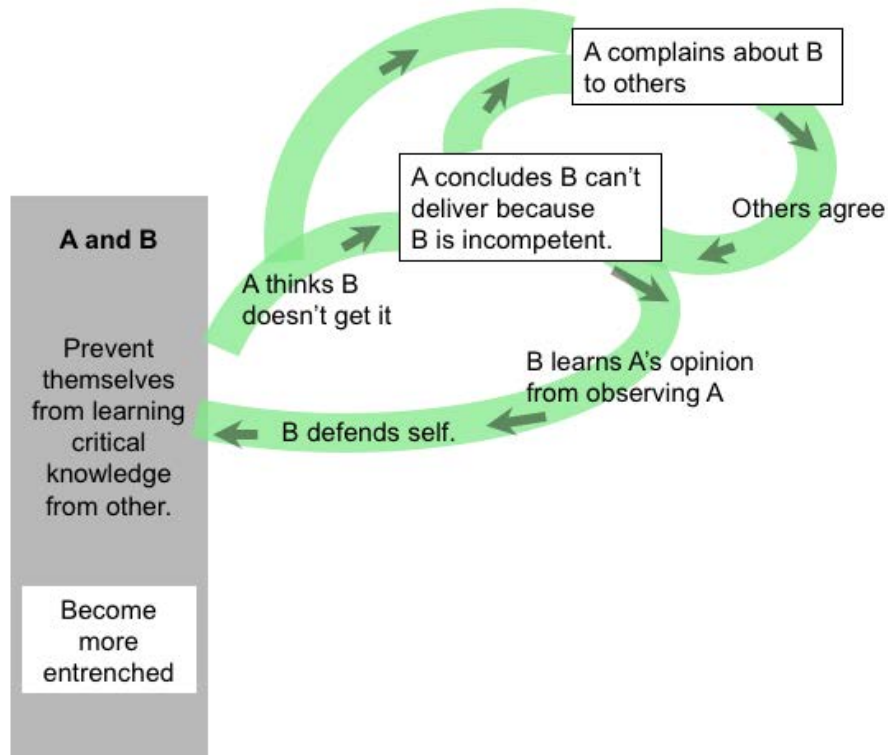 A complains about B
to others
A concludes B can't
deliver because
B is incompetent.
Others agree
A and B
A thinks B
doesn't get it
Prevent
themselves
from learning
critical
knowledge
from other.
B learns A's opinion
from observing A
B defends self.
Become
more
entrenched